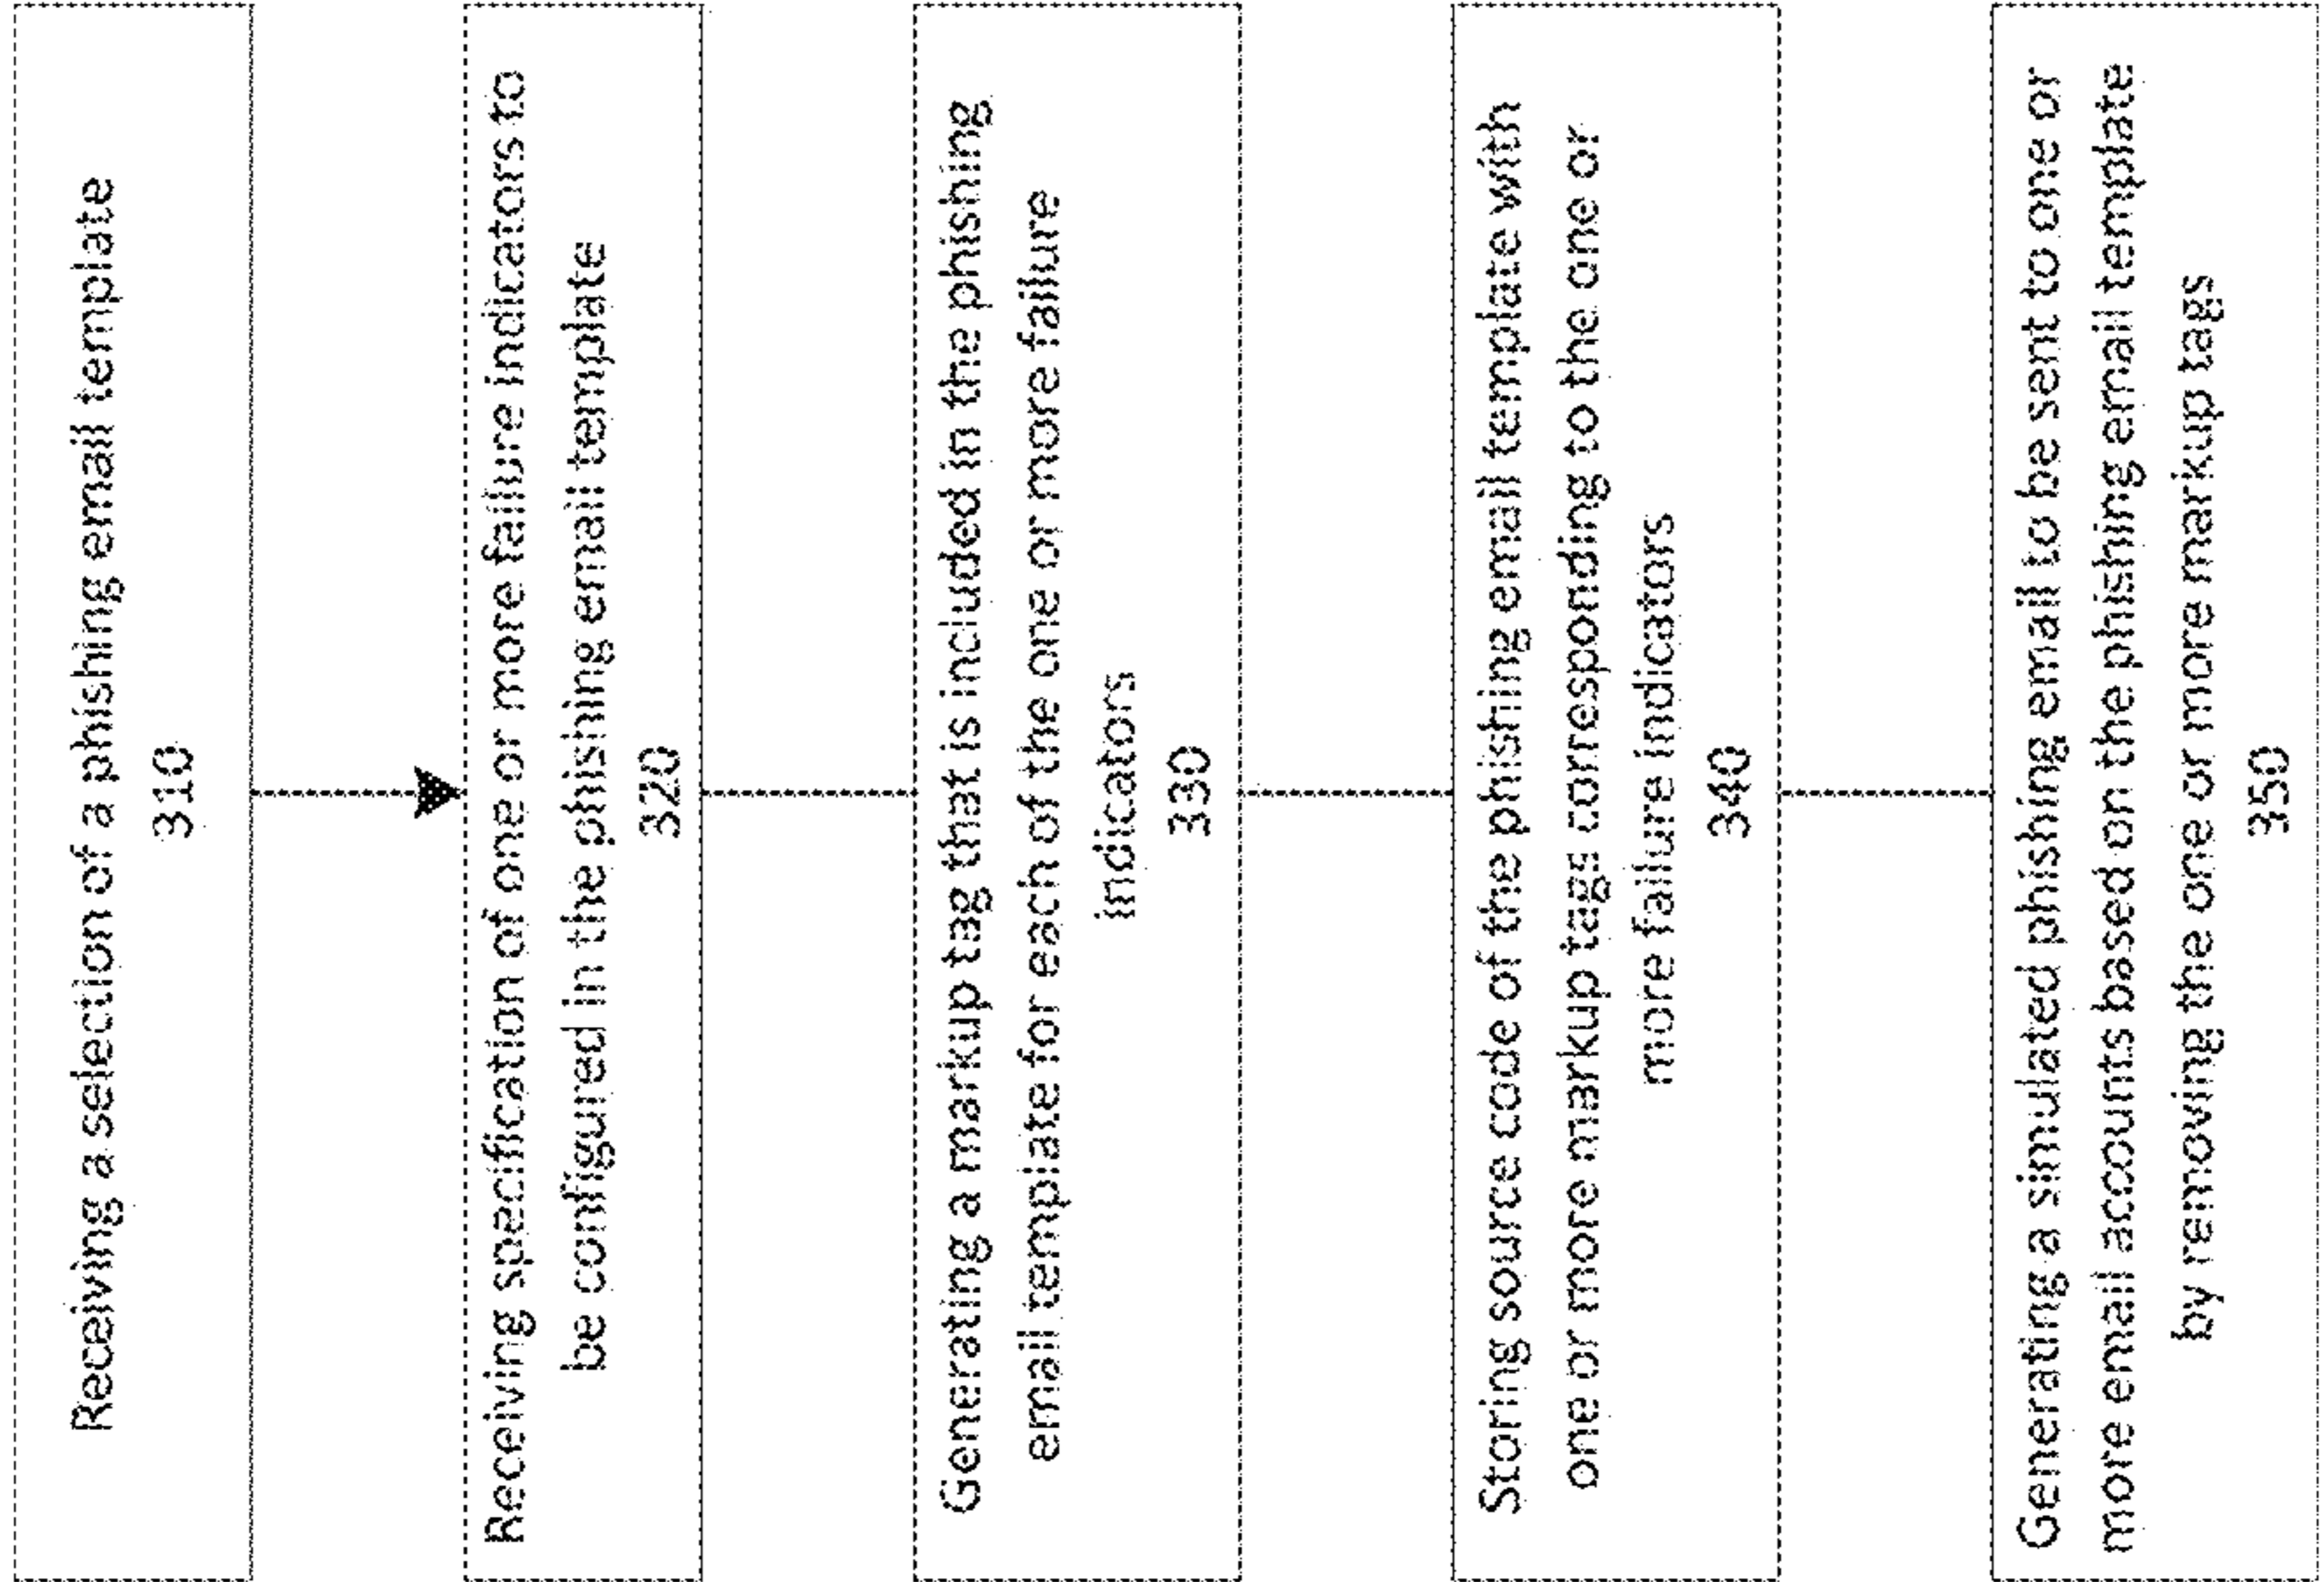 Receiving a selection of a phishing email template
310
Receiving specification of one or more failure indicators to
be configured in the phishing email template
320
Generating a markup tag that is included in the phishing
email template for each of the one or more failure
indicators
330
Storing source code of the phishing email template with
one or more markup tags corresponding to the one or
more failure indicators
340
Generating a simulated phishing email to be sent to one or
more email accounts based on the phishing email template
by removing the one or more markup tags
350